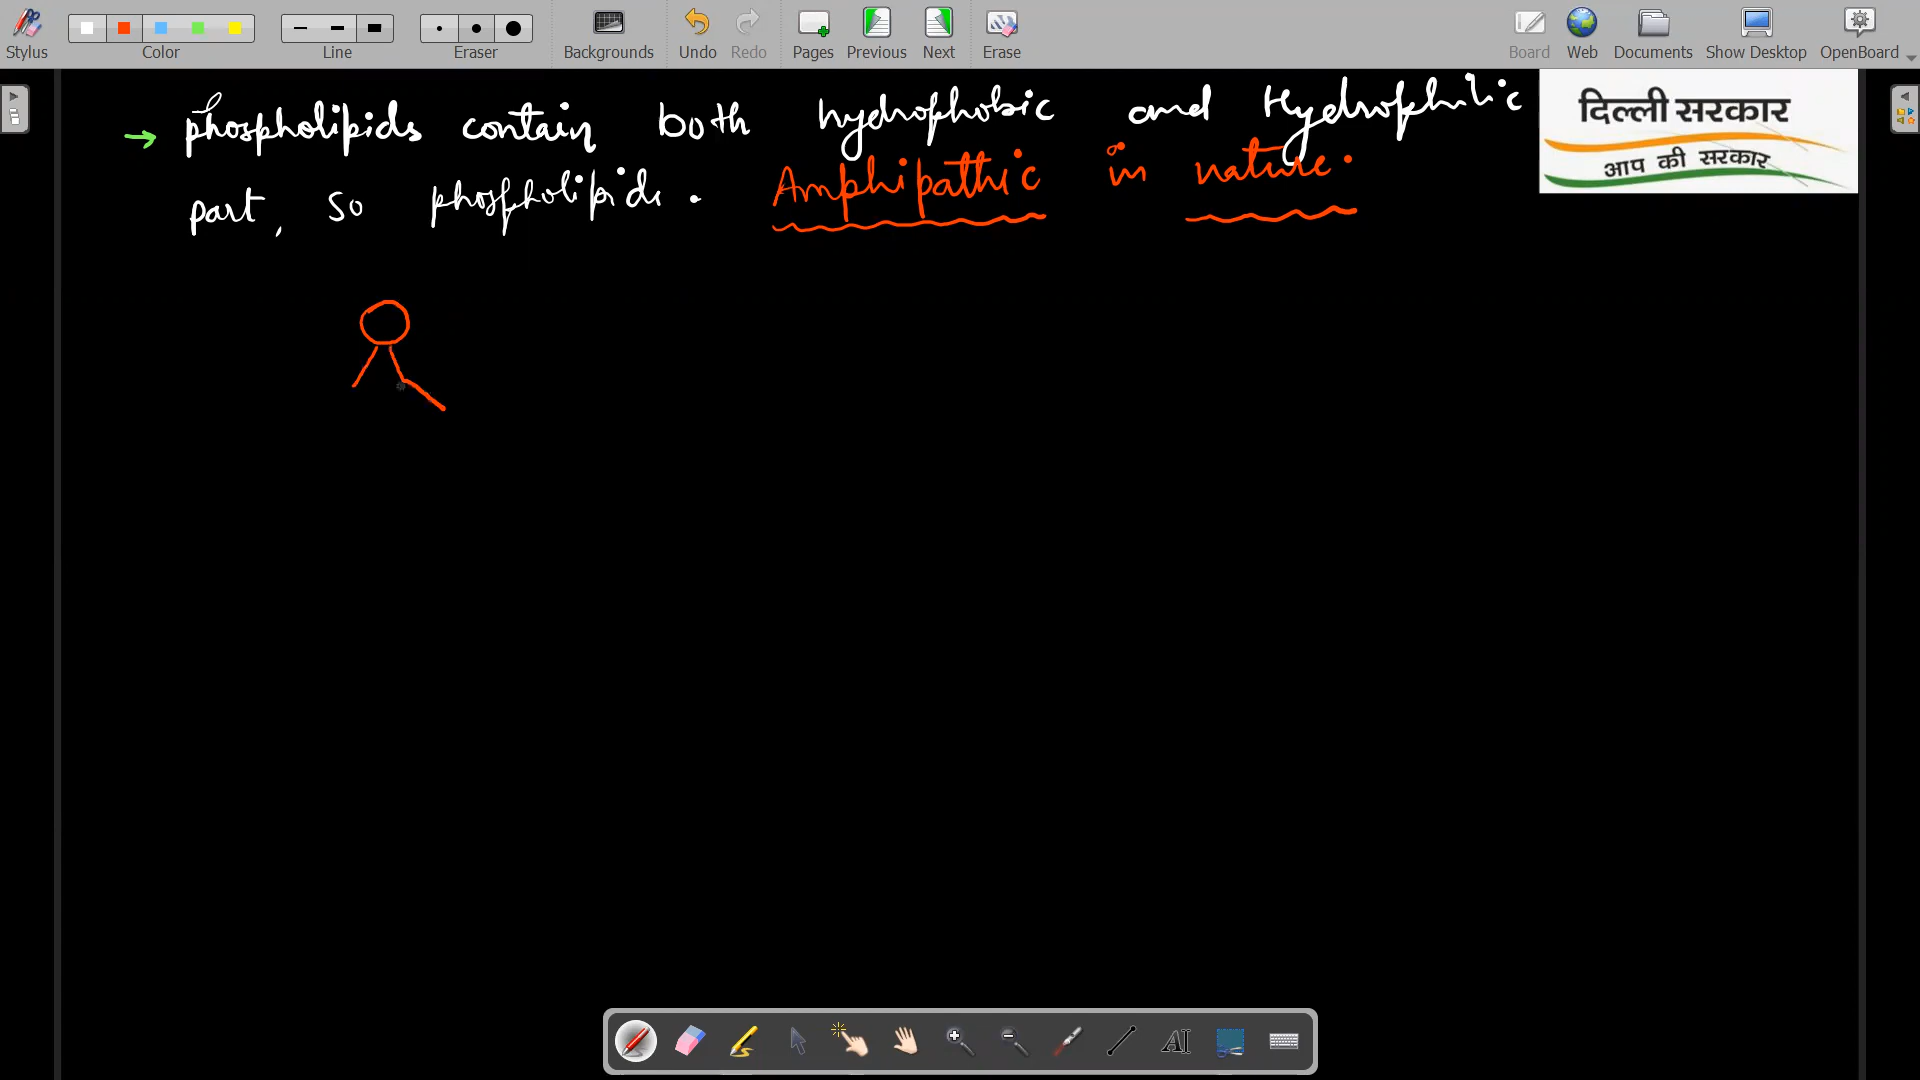 Stylus Color Line Eraser Backgrounds Undo Redo Pages Previous Next Erase Board Web Documents Show Desktop OpenBoard
→ phospholipids contain both hydrophobic and Hydrophilic
part, so phospholipids. Amphipathic in nature.
दिल्ली सरकार
आप की सरकार
AI